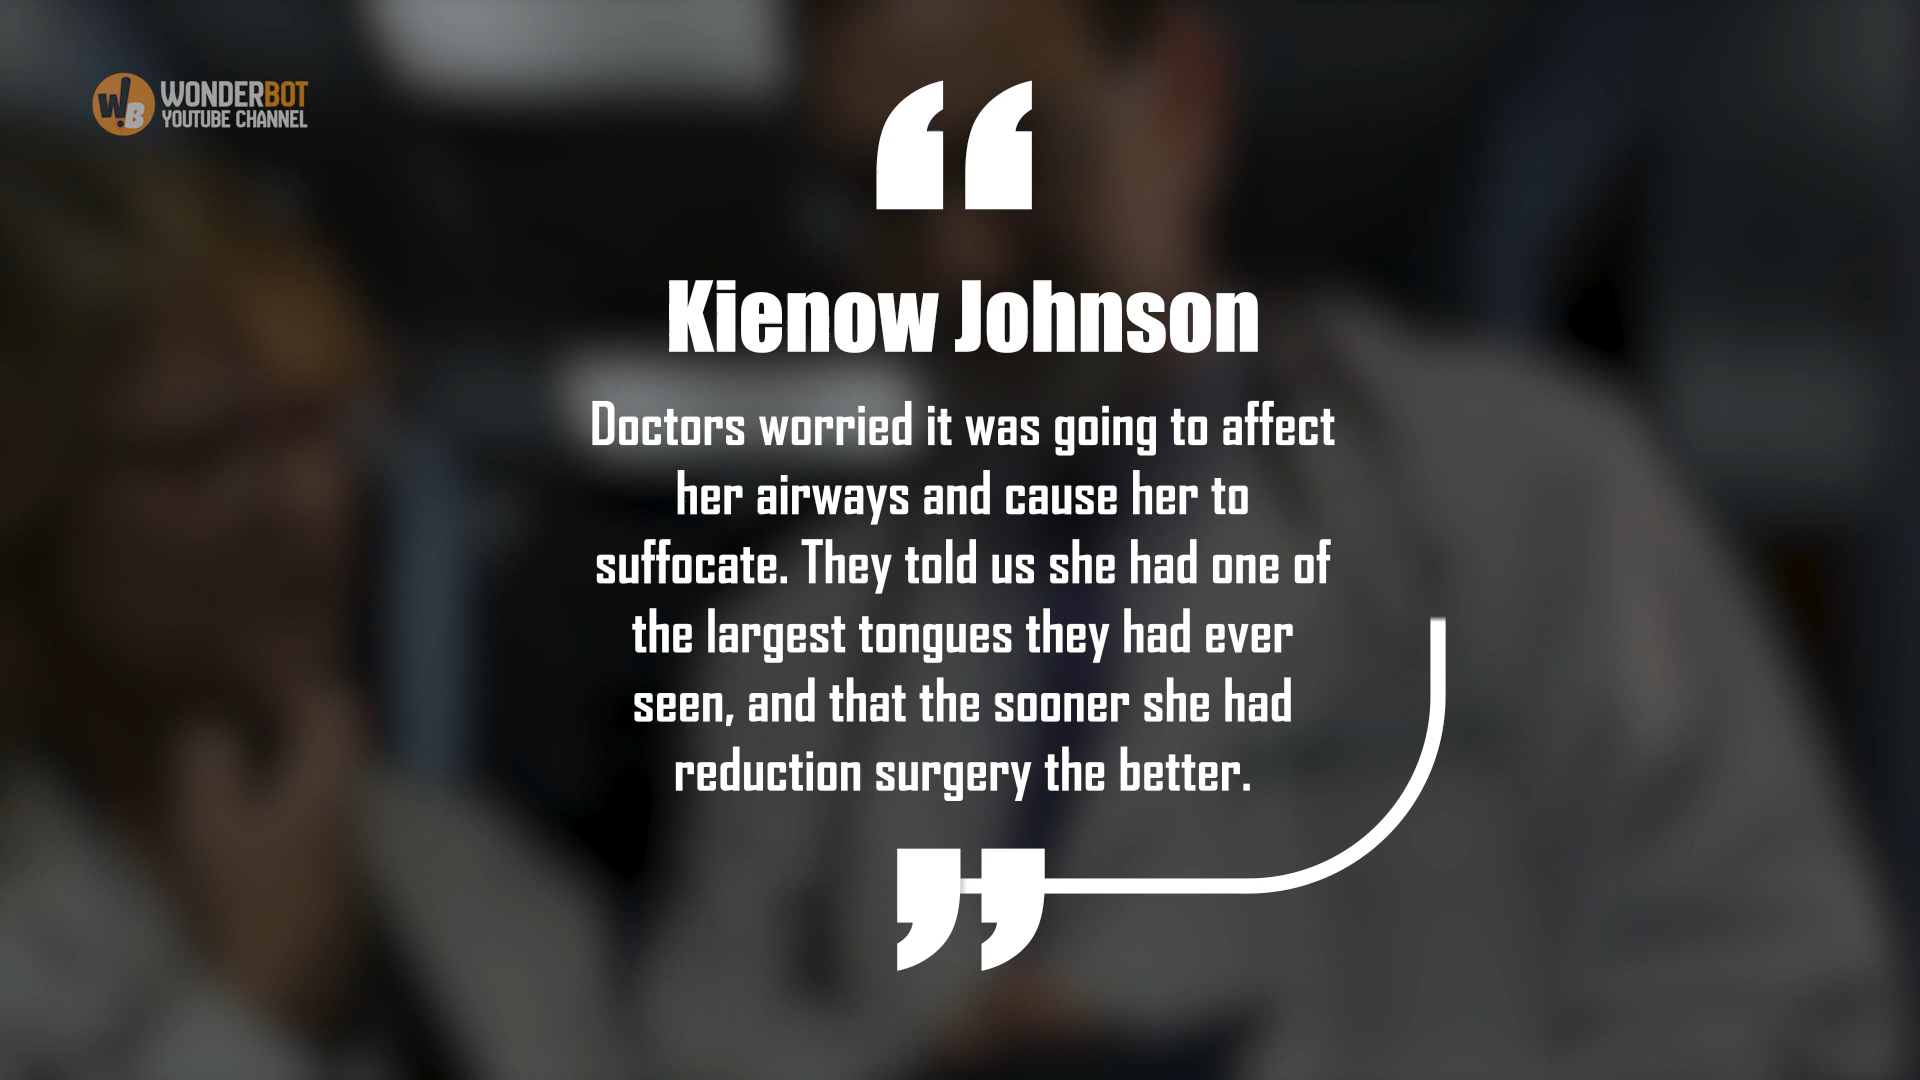 WONDERBOT
YOUTUBE CHANNEL
“
Kienow Johnson
Doctors worried it was going to affect
her airways and cause her to
suffocate. They told us she had one of
the largest tongues they had ever
seen, and that the sooner she had
reduction surgery the better.
”